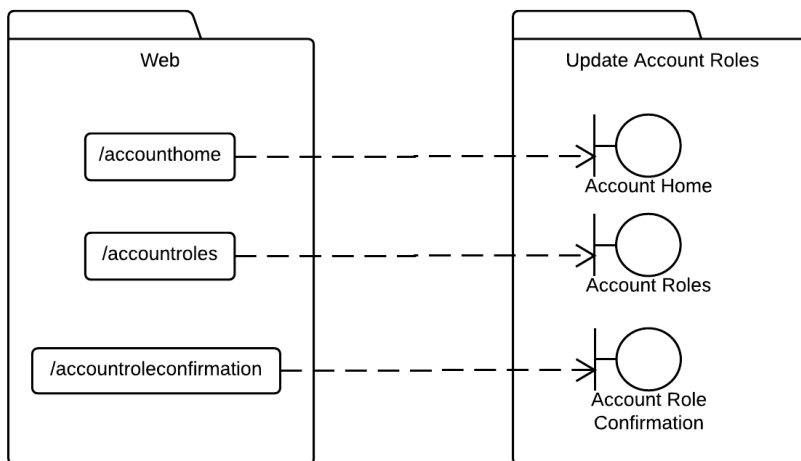 Web
/accounthome
/accountroles
/accountroleconfirmation
Update Account Roles
Account Home
Account Roles
Account Role
Confirmation